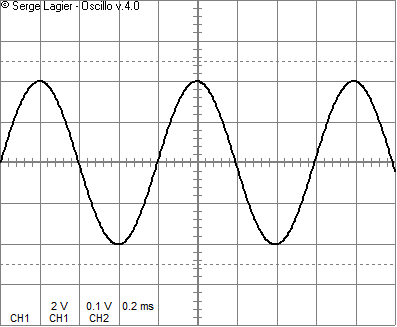 © Serge Lagier - Oscillo v.4.0
2 V 0.1 V 0.2 ms
CH1 CH1 CH2